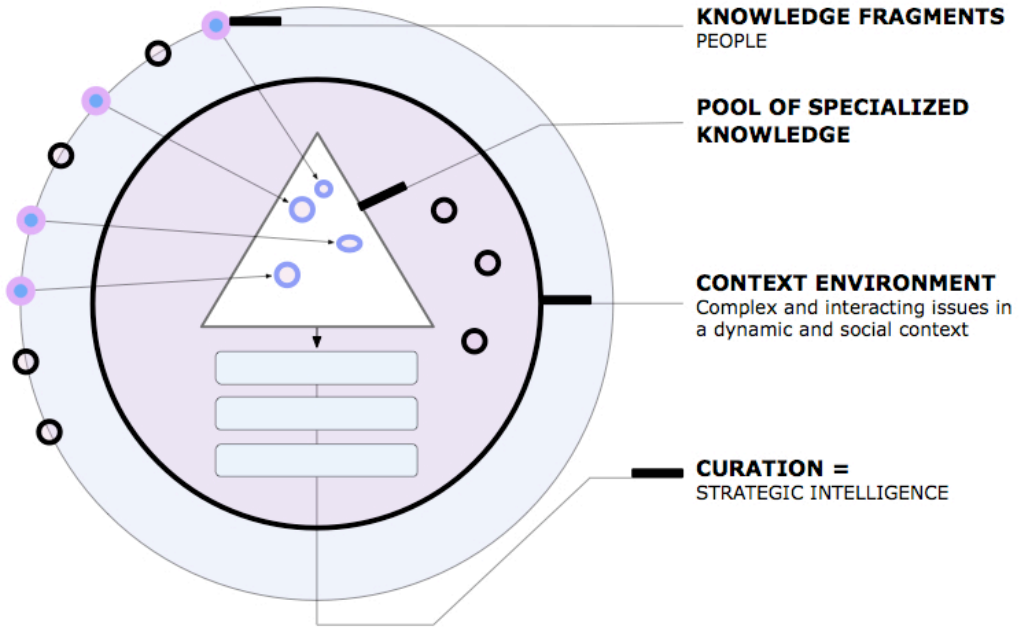 KNOWLEDGE FRAGMENTS
PEOPLE
POOL OF SPECIALIZED
KNOWLEDGE
CONTEXT ENVIRONMENT
Complex and interacting issues in
a dynamic and social context
CURATION =
STRATEGIC INTELLIGENCE